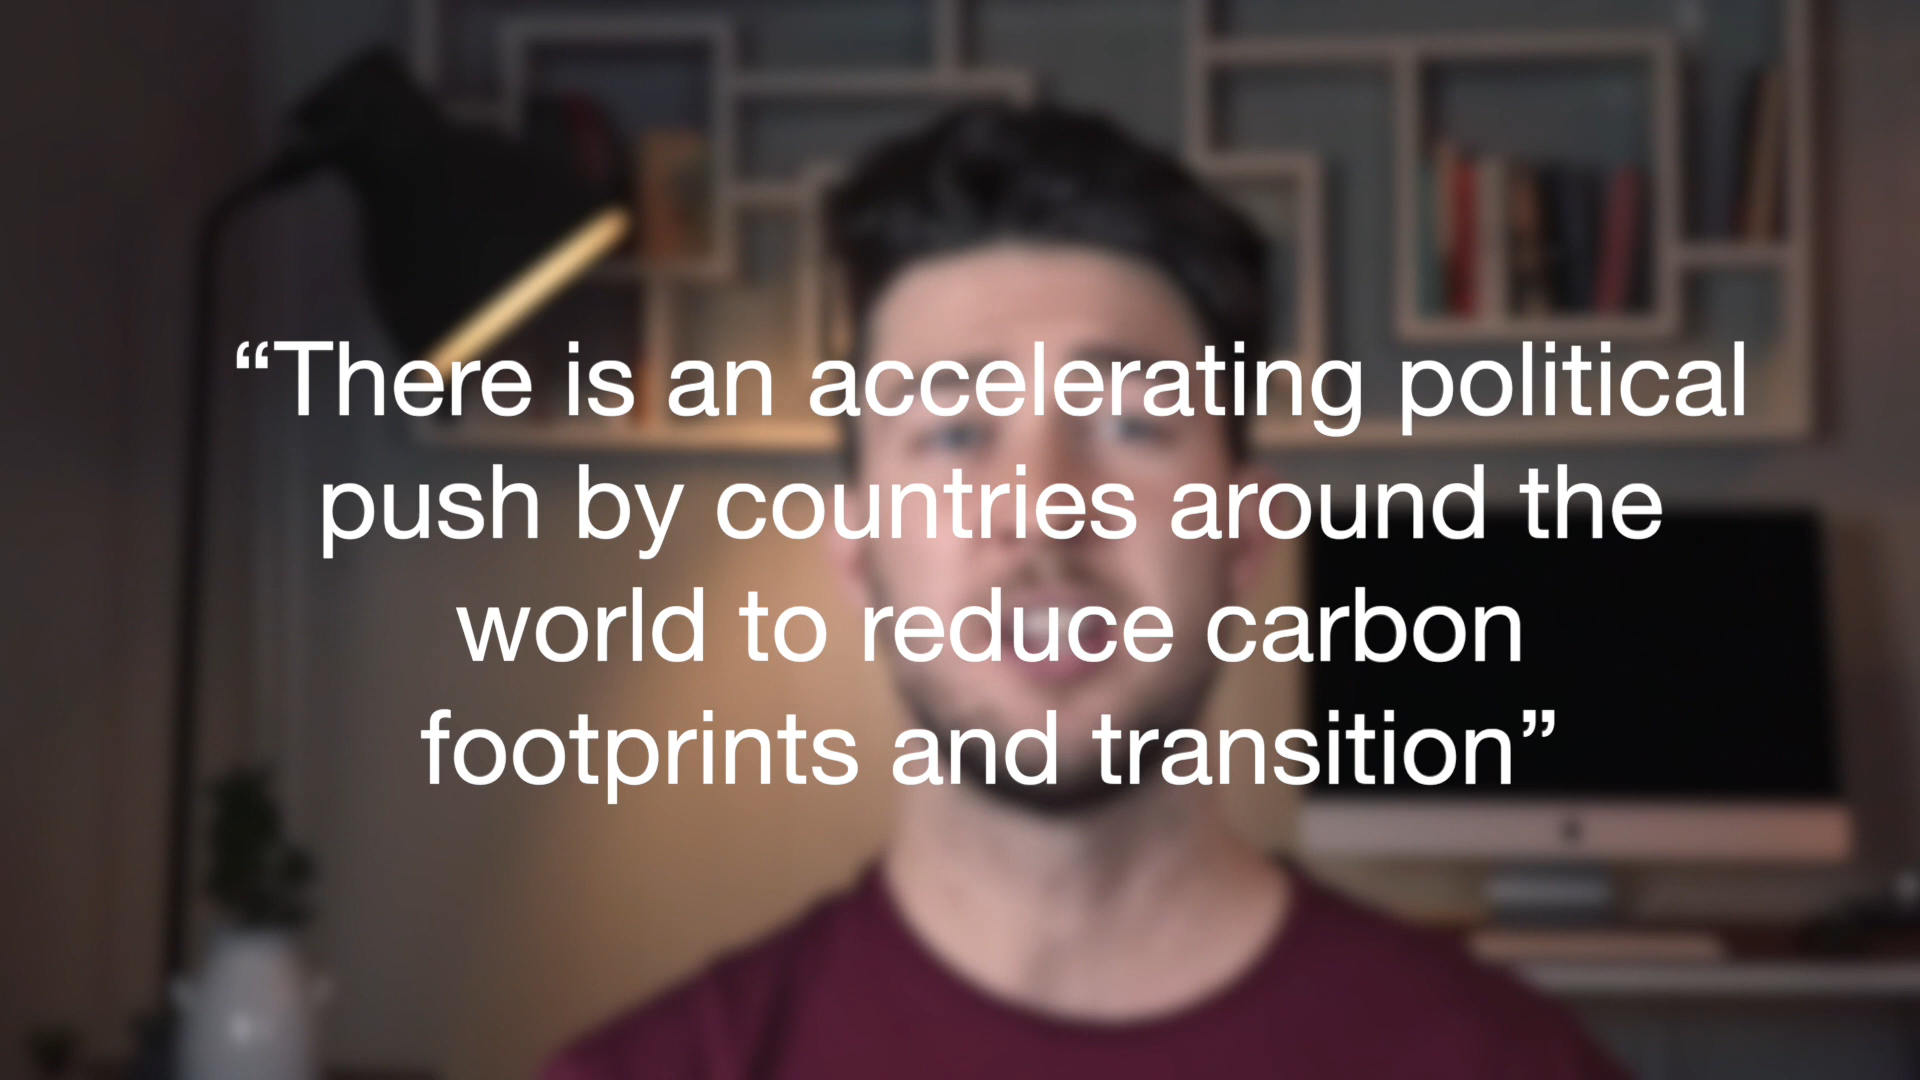 “There is an accelerating political
push by countries around the
world to reduce carbon
footprints and transition”